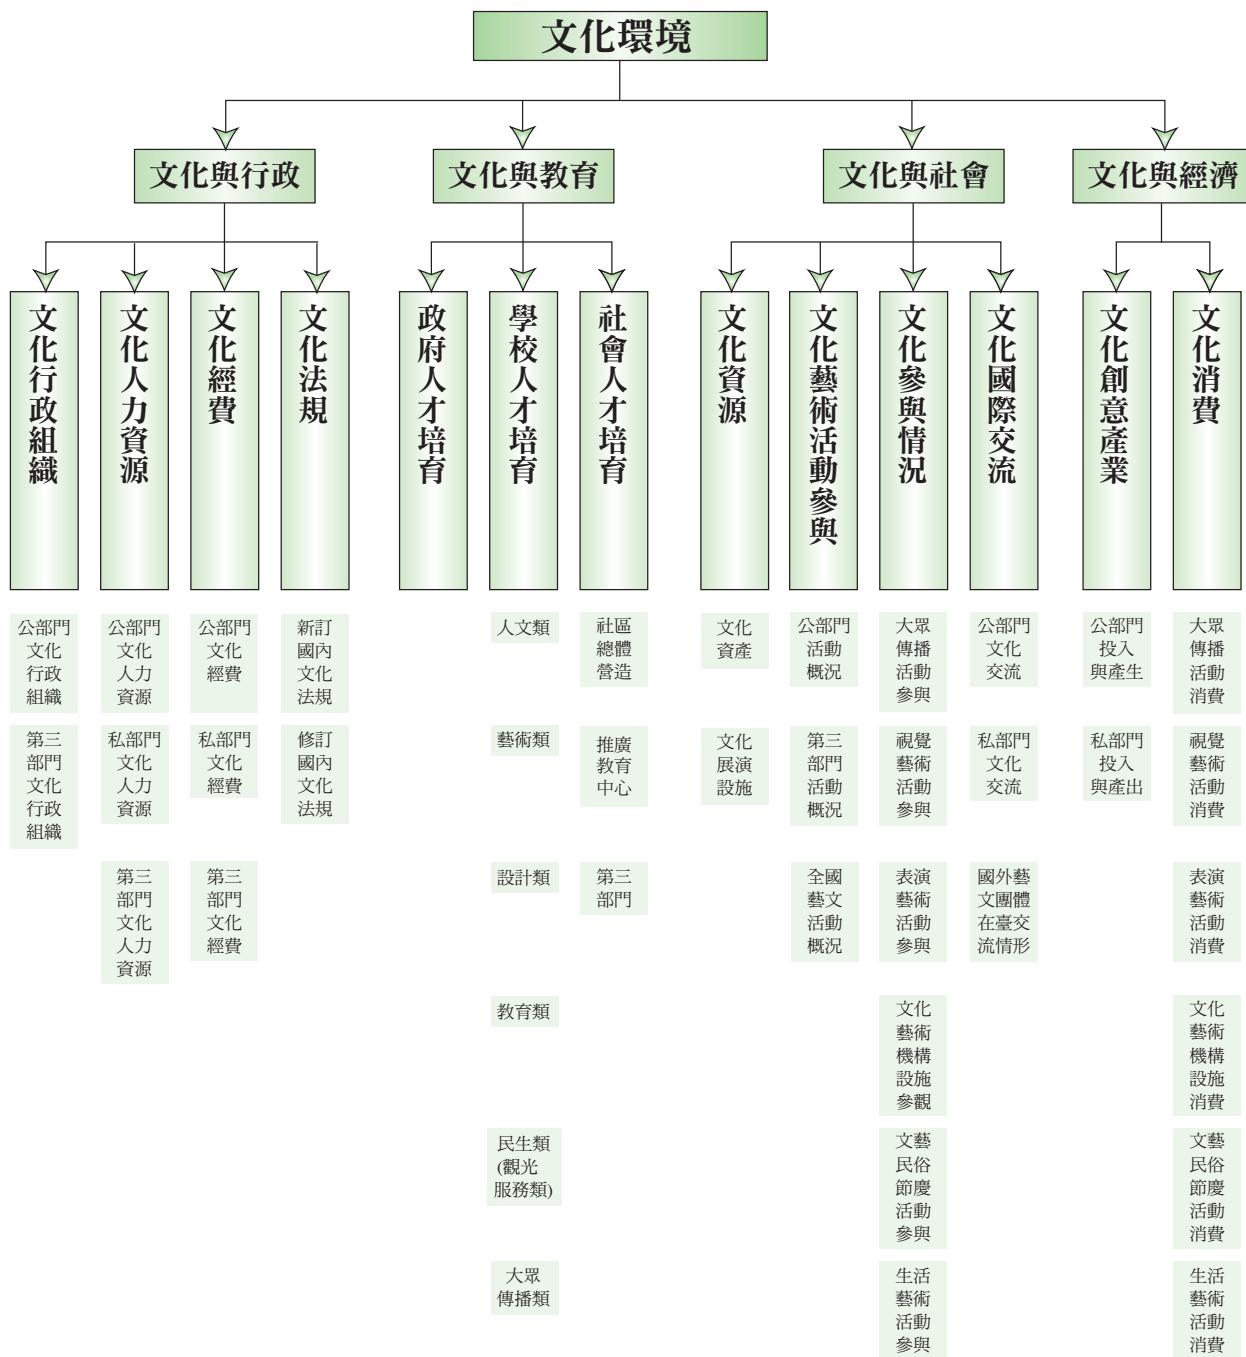 文化環境
文化與行政
文化與教育
文化與社會
文化與經濟
文化行政組織
文化人力資源
文化經費
文化法規
政府人才培育
學校人才培育
社會人才培育
文化資源
文化藝術活動參與
文化參與情況
文化國際交流
文化創意產業
文化消費
公部門
文化
行政
組織
第三
部門
文化
行政
組織
公部門
文化
人力
資源
私部門
文化
人力
資源
第三
部門
文化
人力
資源
公部門
文化
經費
私部門
文化
經費
第三
部門
文化
經費
新訂
國內
文化
法規
修訂
國內
文化
法規
人文類
藝術類
設計類
教育類
民生類
(觀光
服務類)
大眾
傳播類
社區
總體
營造
推廣
教育
中心
第三
部門
文化
資產
文化
展演
設施
公部門
活動
概況
第三
部門
活動
概況
全國
藝文
活動
概況
大眾
傳播
活動
參與
視覺
藝術
活動
參與
表演
藝術
活動
參與
文化
藝術
機構
設施
參觀
文藝
民俗
節慶
活動
參與
生活
藝術
活動
參與
公部門
文化
交流
私部門
文化
交流
國外藝
文團體
在臺交
流情形
公部門
投入
與產生
私部門
投入
與產出
大眾
傳播
活動
消費
視覺
藝術
活動
消費
表演
藝術
活動
消費
文化
藝術
機構
設施
消費
文藝
民俗
節慶
活動
消費
生活
藝術
活動
消費